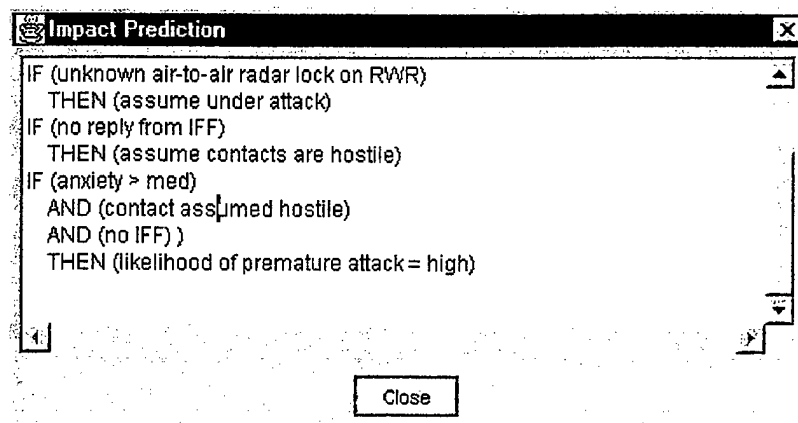 Impact Prediction
IF (unknown air-to-air radar lock on RWR)
THEN (assume under attack)
IF (no reply from IFF)
THEN (assume contacts are hostile)
IF (anxiety > med)
AND (contact assumed hostile)
AND (no IFF) )
THEN (likelihood of premature attack = high)
Close